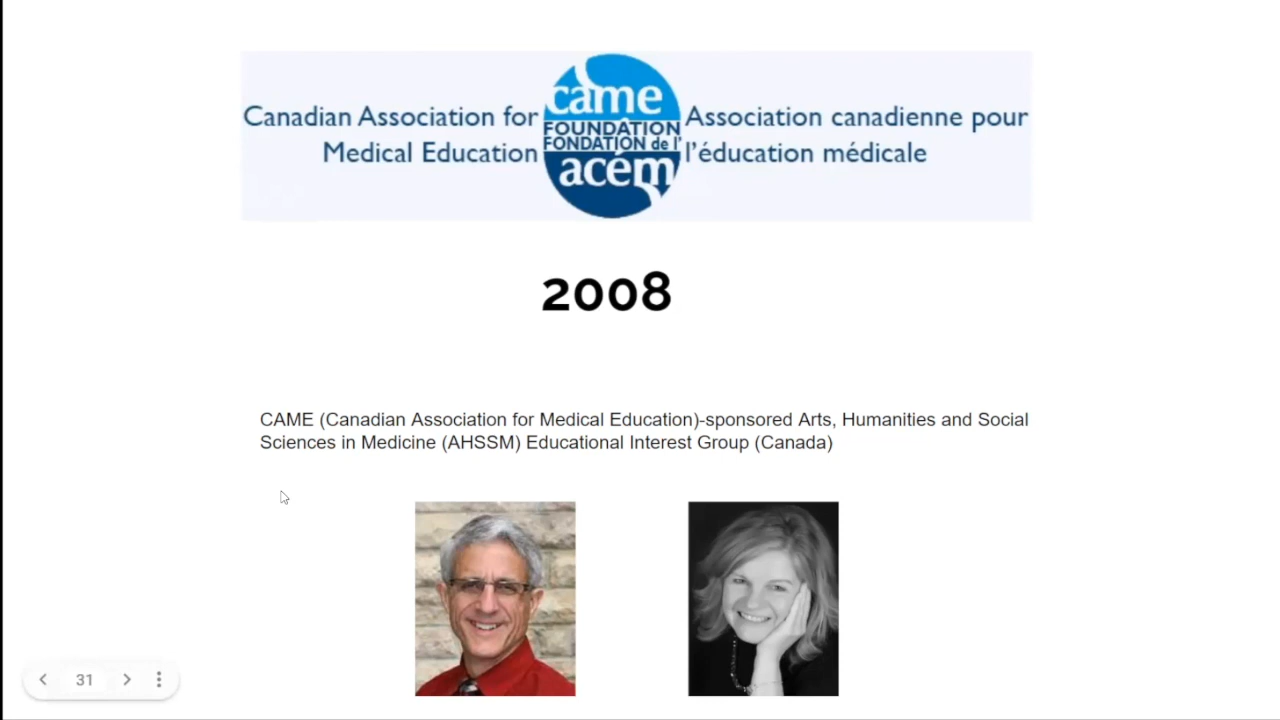 Canadian Association for
Medical Education
came
FOUNDATION
FONDATION de l'
acém
Association canadienne pour
l'éducation médicale
2008
CAME (Canadian Association for Medical Education)-sponsored Arts, Humanities and Social
Sciences in Medicine (AHSSM) Educational Interest Group (Canada)
31